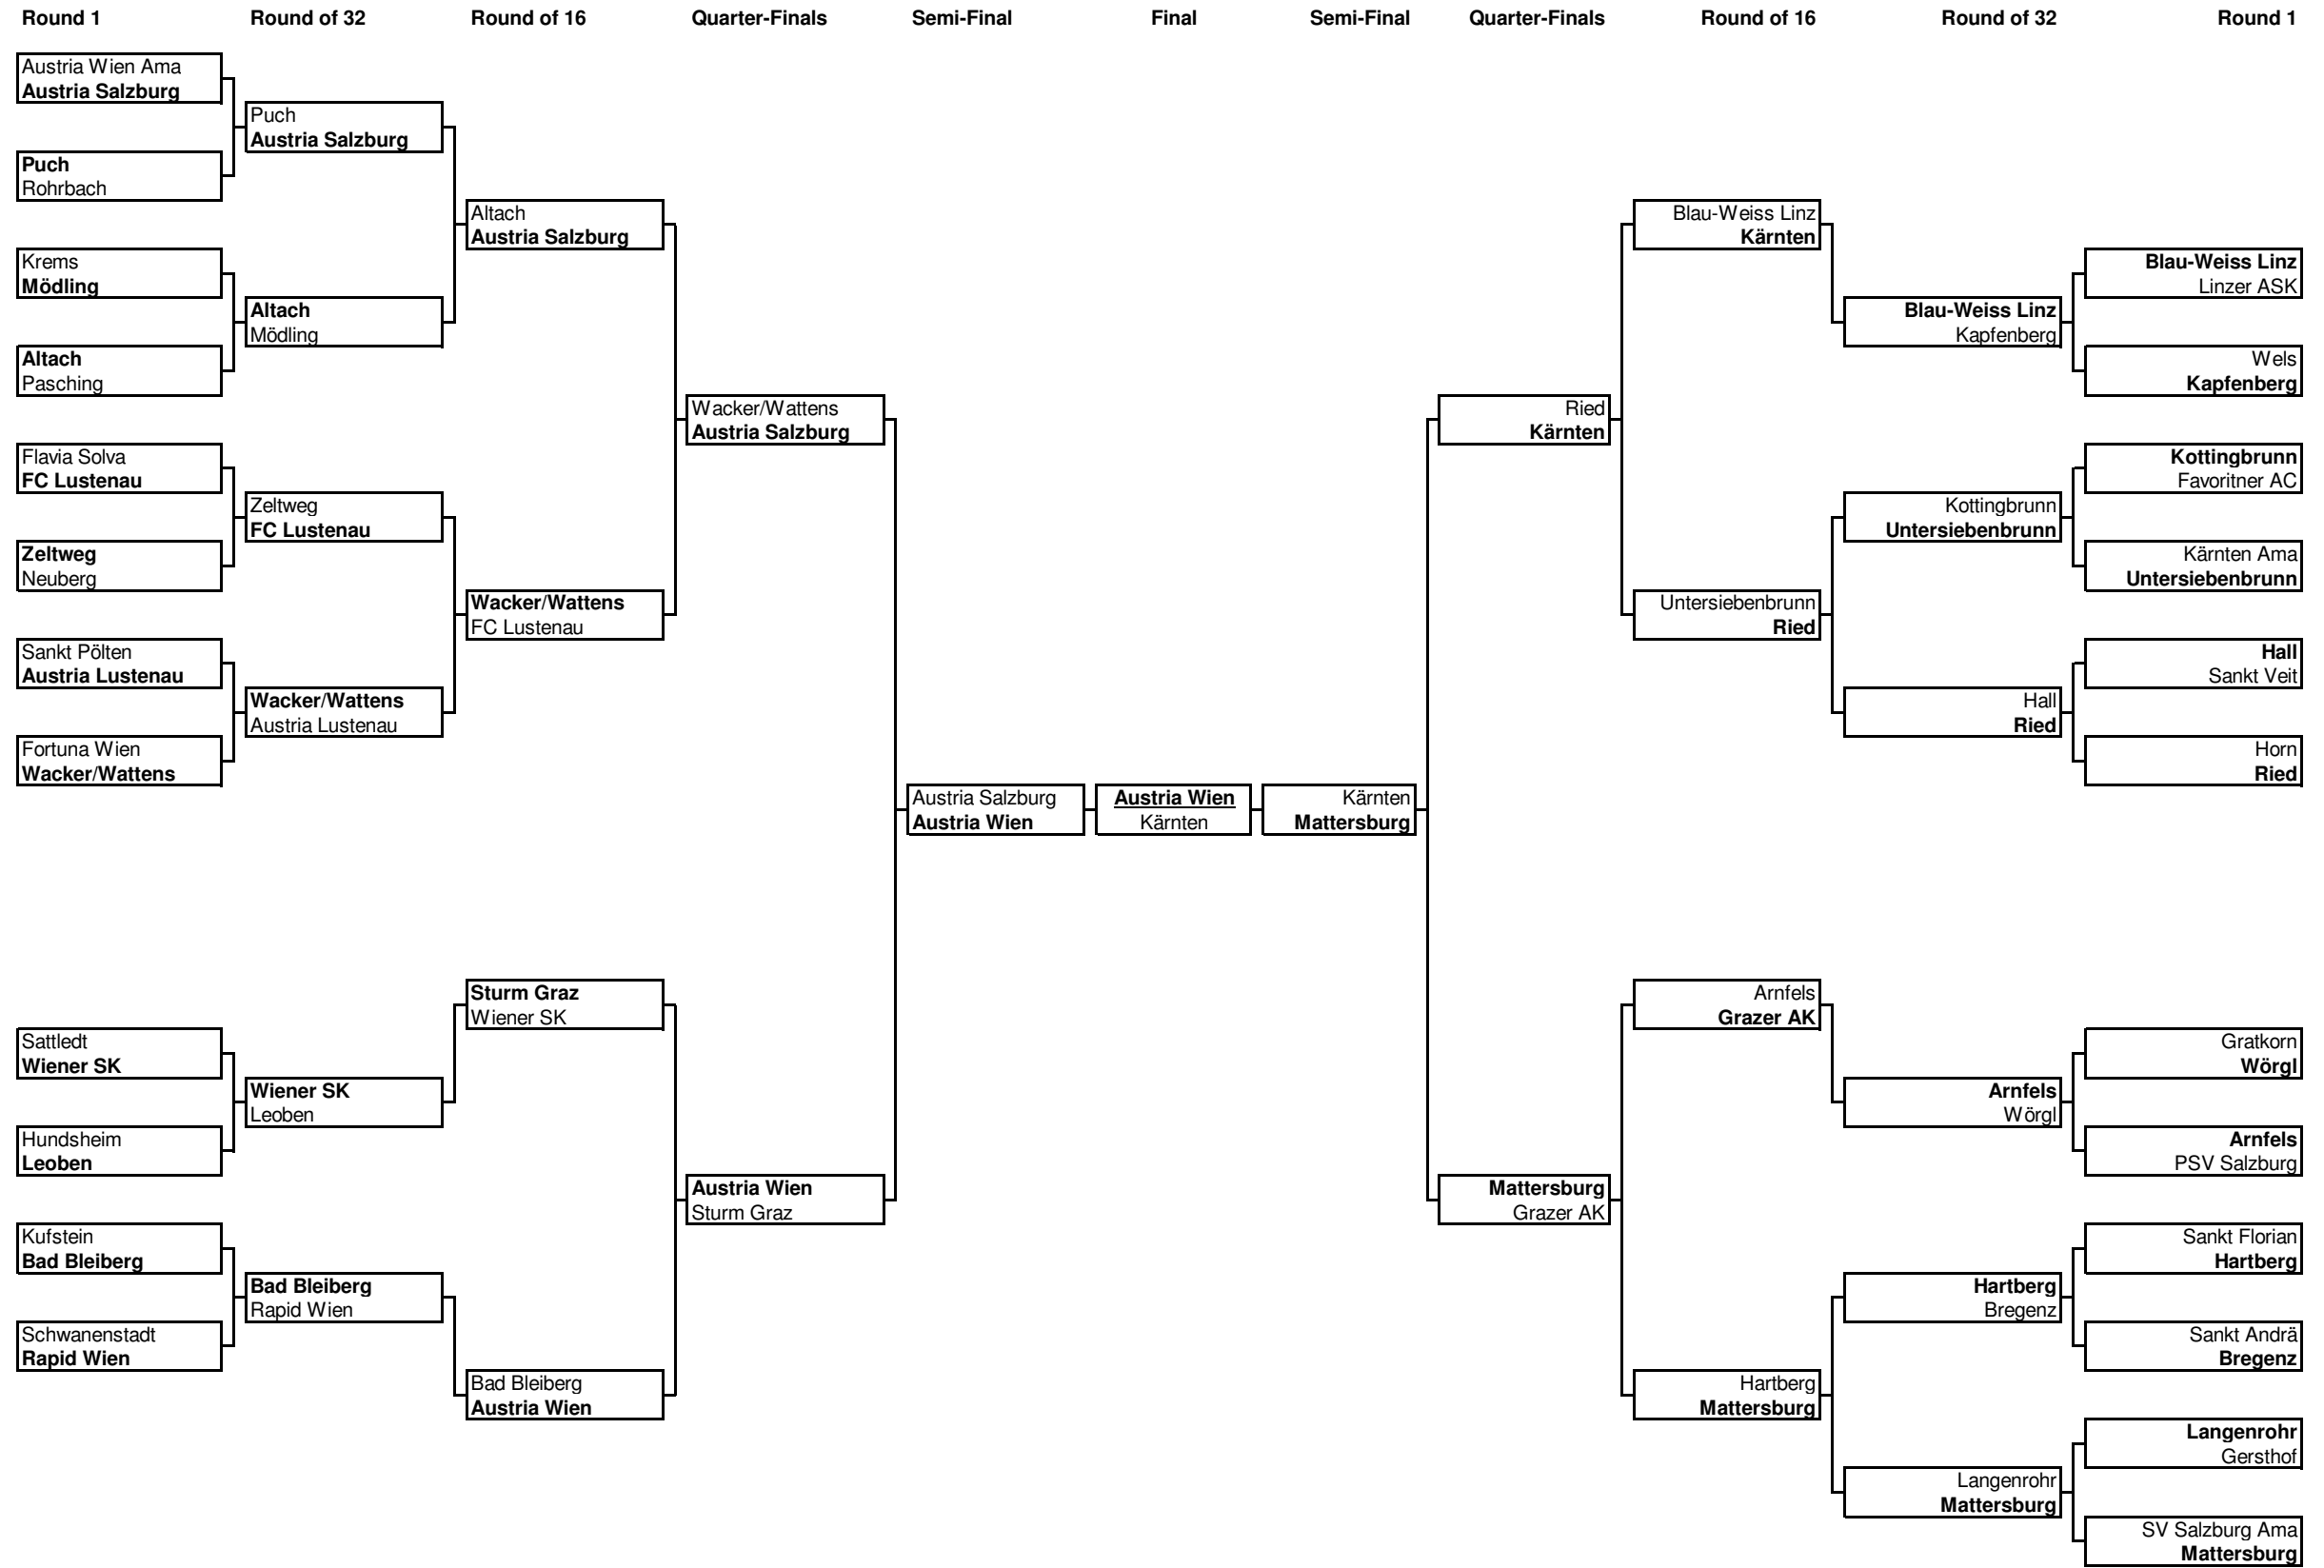 Round 1
Round of 32
Round of 16
Quarter-Finals
Semi-Final
Final
Semi-Final
Quarter-Finals
Round of 16
Round of 32
Round 1
Austria Wien Ama
Austria Salzburg
Puch
Rohrbach
Krems
Mödling
Altach
Pasching
Flavia Solva
FC Lustenau
Zeltweg
Neuberg
Sankt Pölten
Austria Lustenau
Fortuna Wien
Wacker/Wattens
Sattledt
Wiener SK
Hundsheim
Leoben
Kufstein
Bad Bleiberg
Schwanenstadt
Rapid Wien
Puch
Austria Salzburg
Altach
Mödling
Zeltweg
FC Lustenau
Wacker/Wattens
Austria Lustenau
Wiener SK
Leoben
Bad Bleiberg
Rapid Wien
Altach
Austria Salzburg
Wacker/Wattens
FC Lustenau
Sturm Graz
Wiener SK
Bad Bleiberg
Austria Wien
Wacker/Wattens
Austria Salzburg
Austria Wien
Sturm Graz
Austria Salzburg
Austria Wien
Austria Wien
Kärnten
Kärnten
Mattersburg
Ried
Kärnten
Mattersburg
Grazer AK
Blau-Weiss Linz
Kärnten
Untersiebenbrunn
Ried
Arnfels
Grazer AK
Hartberg
Mattersburg
Blau-Weiss Linz
Kapfenberg
Kottingbrunn
Untersiebenbrunn
Hall
Ried
Arnfels
Wörgl
Hartberg
Bregenz
Langenrohr
Mattersburg
Blau-Weiss Linz
Linzer ASK
Wels
Kapfenberg
Kottingbrunn
Favoritner AC
Kärnten Ama
Untersiebenbrunn
Hall
Sankt Veit
Horn
Ried
Gratkorn
Wörgl
Arnfels
PSV Salzburg
Sankt Florian
Hartberg
Sankt Andrä
Bregenz
Langenrohr
Gersthof
SV Salzburg Ama
Mattersburg